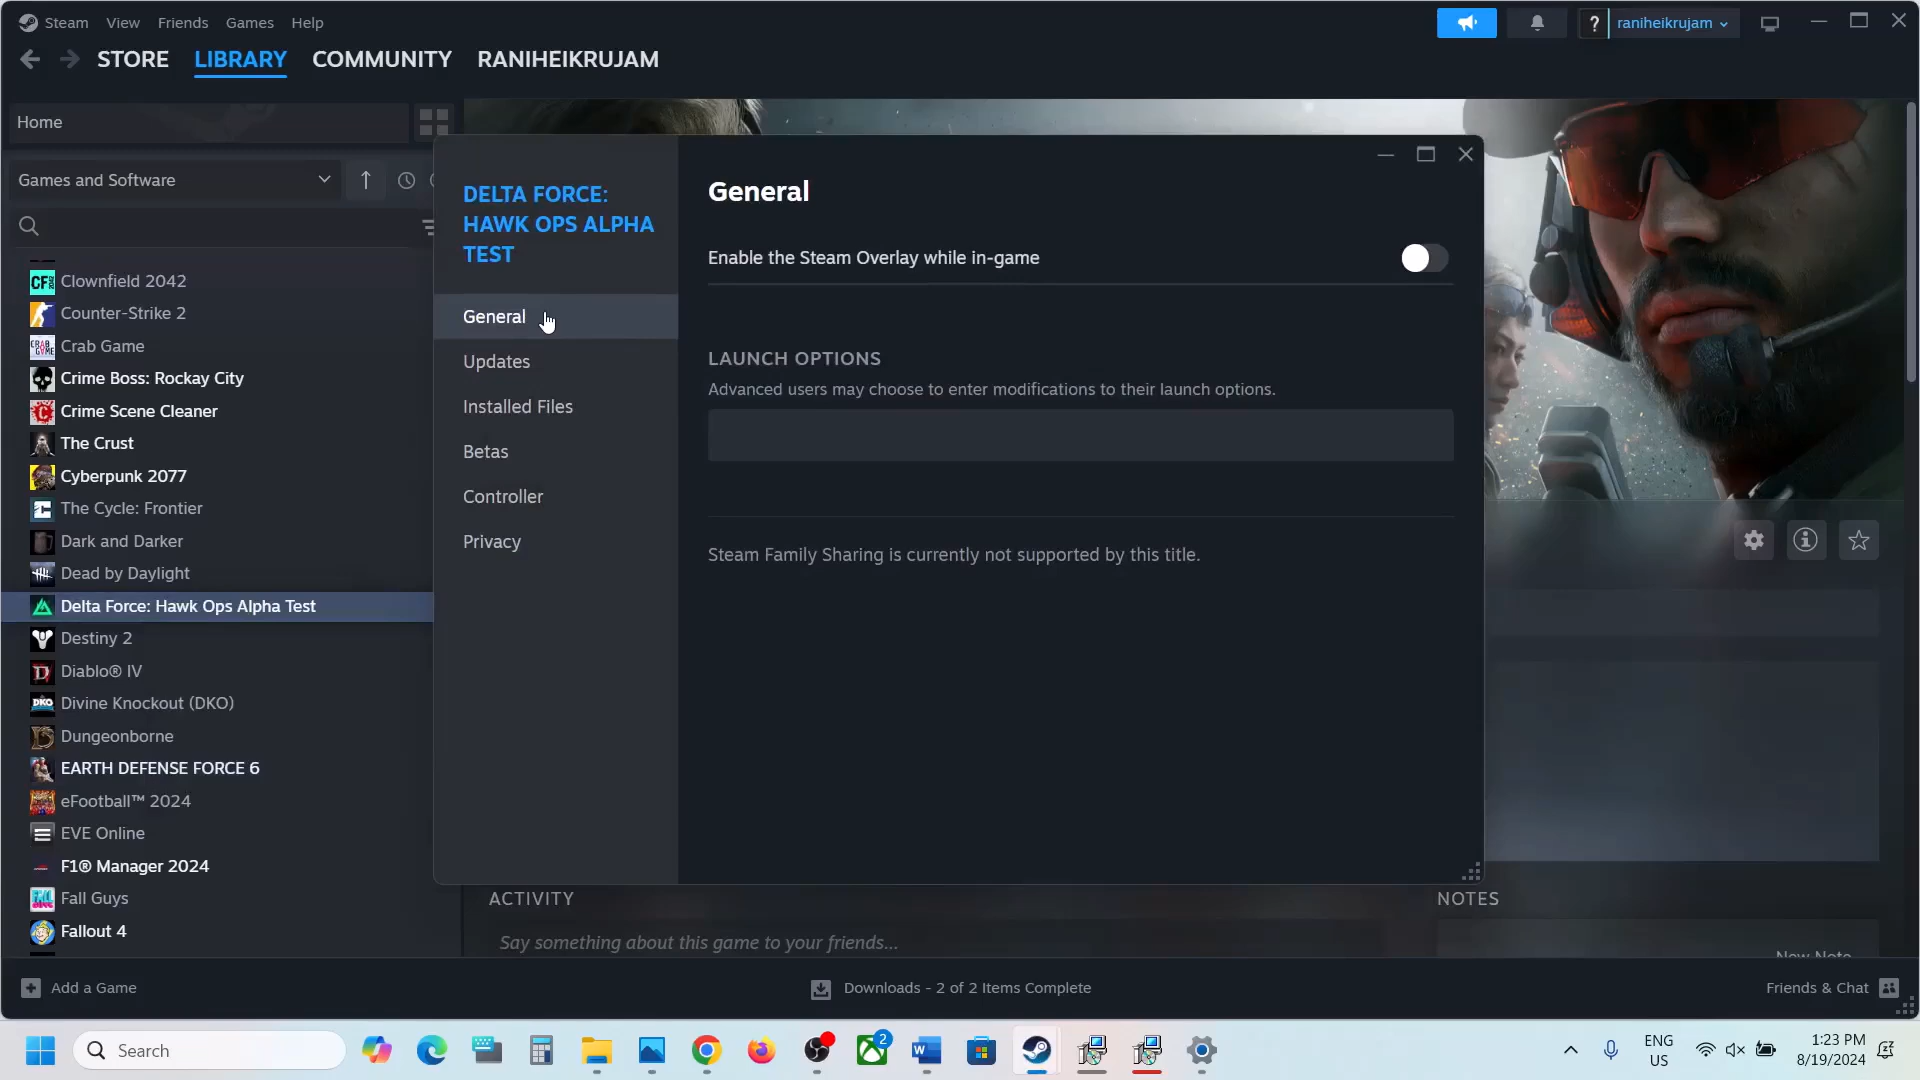 Steam View Friends Games Help
? raniheikrujam
STORE LIBRARY COMMUNITY RANIHEIKRUJAM
Home
Games and Software
Clownfield 2042
Counter-Strike 2
Crab Game
Crime Boss: Rockay City
Crime Scene Cleaner
The Crust
Cyberpunk 2077
The Cycle: Frontier
Dark and Darker
Dead by Daylight
Delta Force: Hawk Ops Alpha Test
Destiny 2
Diablo® IV
Divine Knockout (DKO)
Dungeonborne
EARTH DEFENSE FORCE 6
eFootball™ 2024
EVE Online
F1® Manager 2024
Fall Guys
Fallout 4
DELTA FORCE:
HAWK OPS ALPHA
TEST
General
Updates
Installed Files
Betas
Controller
Privacy
General
Enable the Steam Overlay while in-game
LAUNCH OPTIONS
Advanced users may choose to enter modifications to their launch options.
Steam Family Sharing is currently not supported by this title.
ACTIVITY
Say something about this game to your friends...
NOTES
New Note
Add a Game
Downloads - 2 of 2 Items Complete
Friends & Chat
Search
2
ENG
US
1:23 PM
8/19/2024